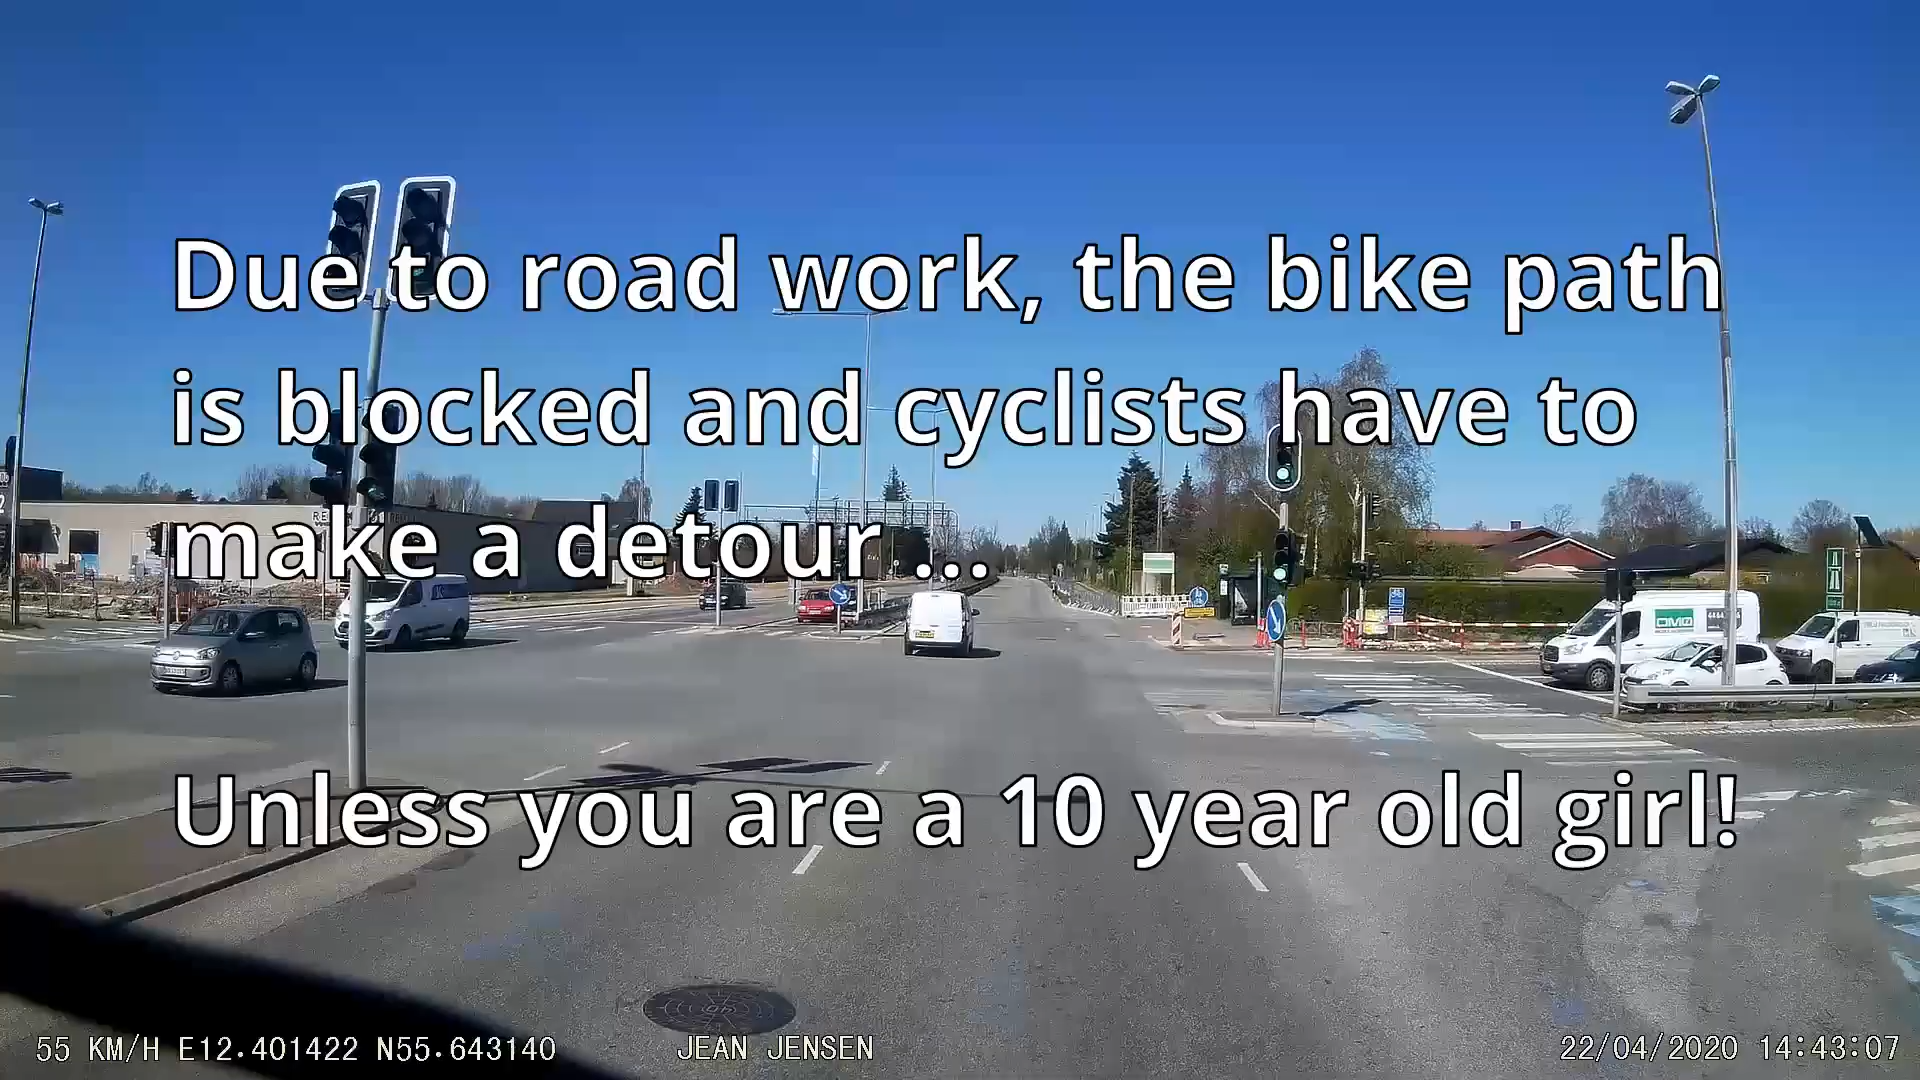 Due to road work, the bike path
is blocked and cyclists have to
make a detour ...
Unless you are a 10 year old girl!
DMØ
55 KM/H E12.401422 N55.643140
JEAN JENSEN
22/04/2020 14:43:07